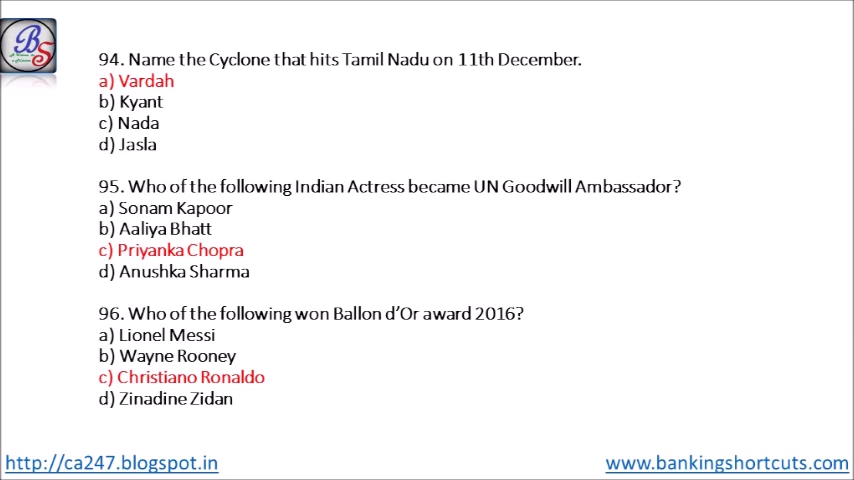 BS
94. Name the Cyclone that hits Tamil Nadu on 11th December.
a) Vardah
b) Kyant
c) Nada
d) Jasla
95. Who of the following Indian Actress became UN Goodwill Ambassador?
a) Sonam Kapoor
b) Aaliya Bhatt
c) Priyanka Chopra
d) Anushka Sharma
96. Who of the following won Ballon d’Or award 2016?
a) Lionel Messi
b) Wayne Rooney
c) Christiano Ronaldo
d) Zinadine Zidan
http://ca247.blogspot.in
www.bankingshortcuts.com